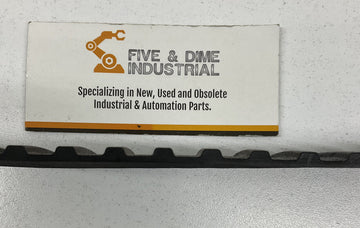 FIVE & DIME
INDUSTRIAL
Specializing in New, Used and Obsolete
Industrial & Automation Parts.